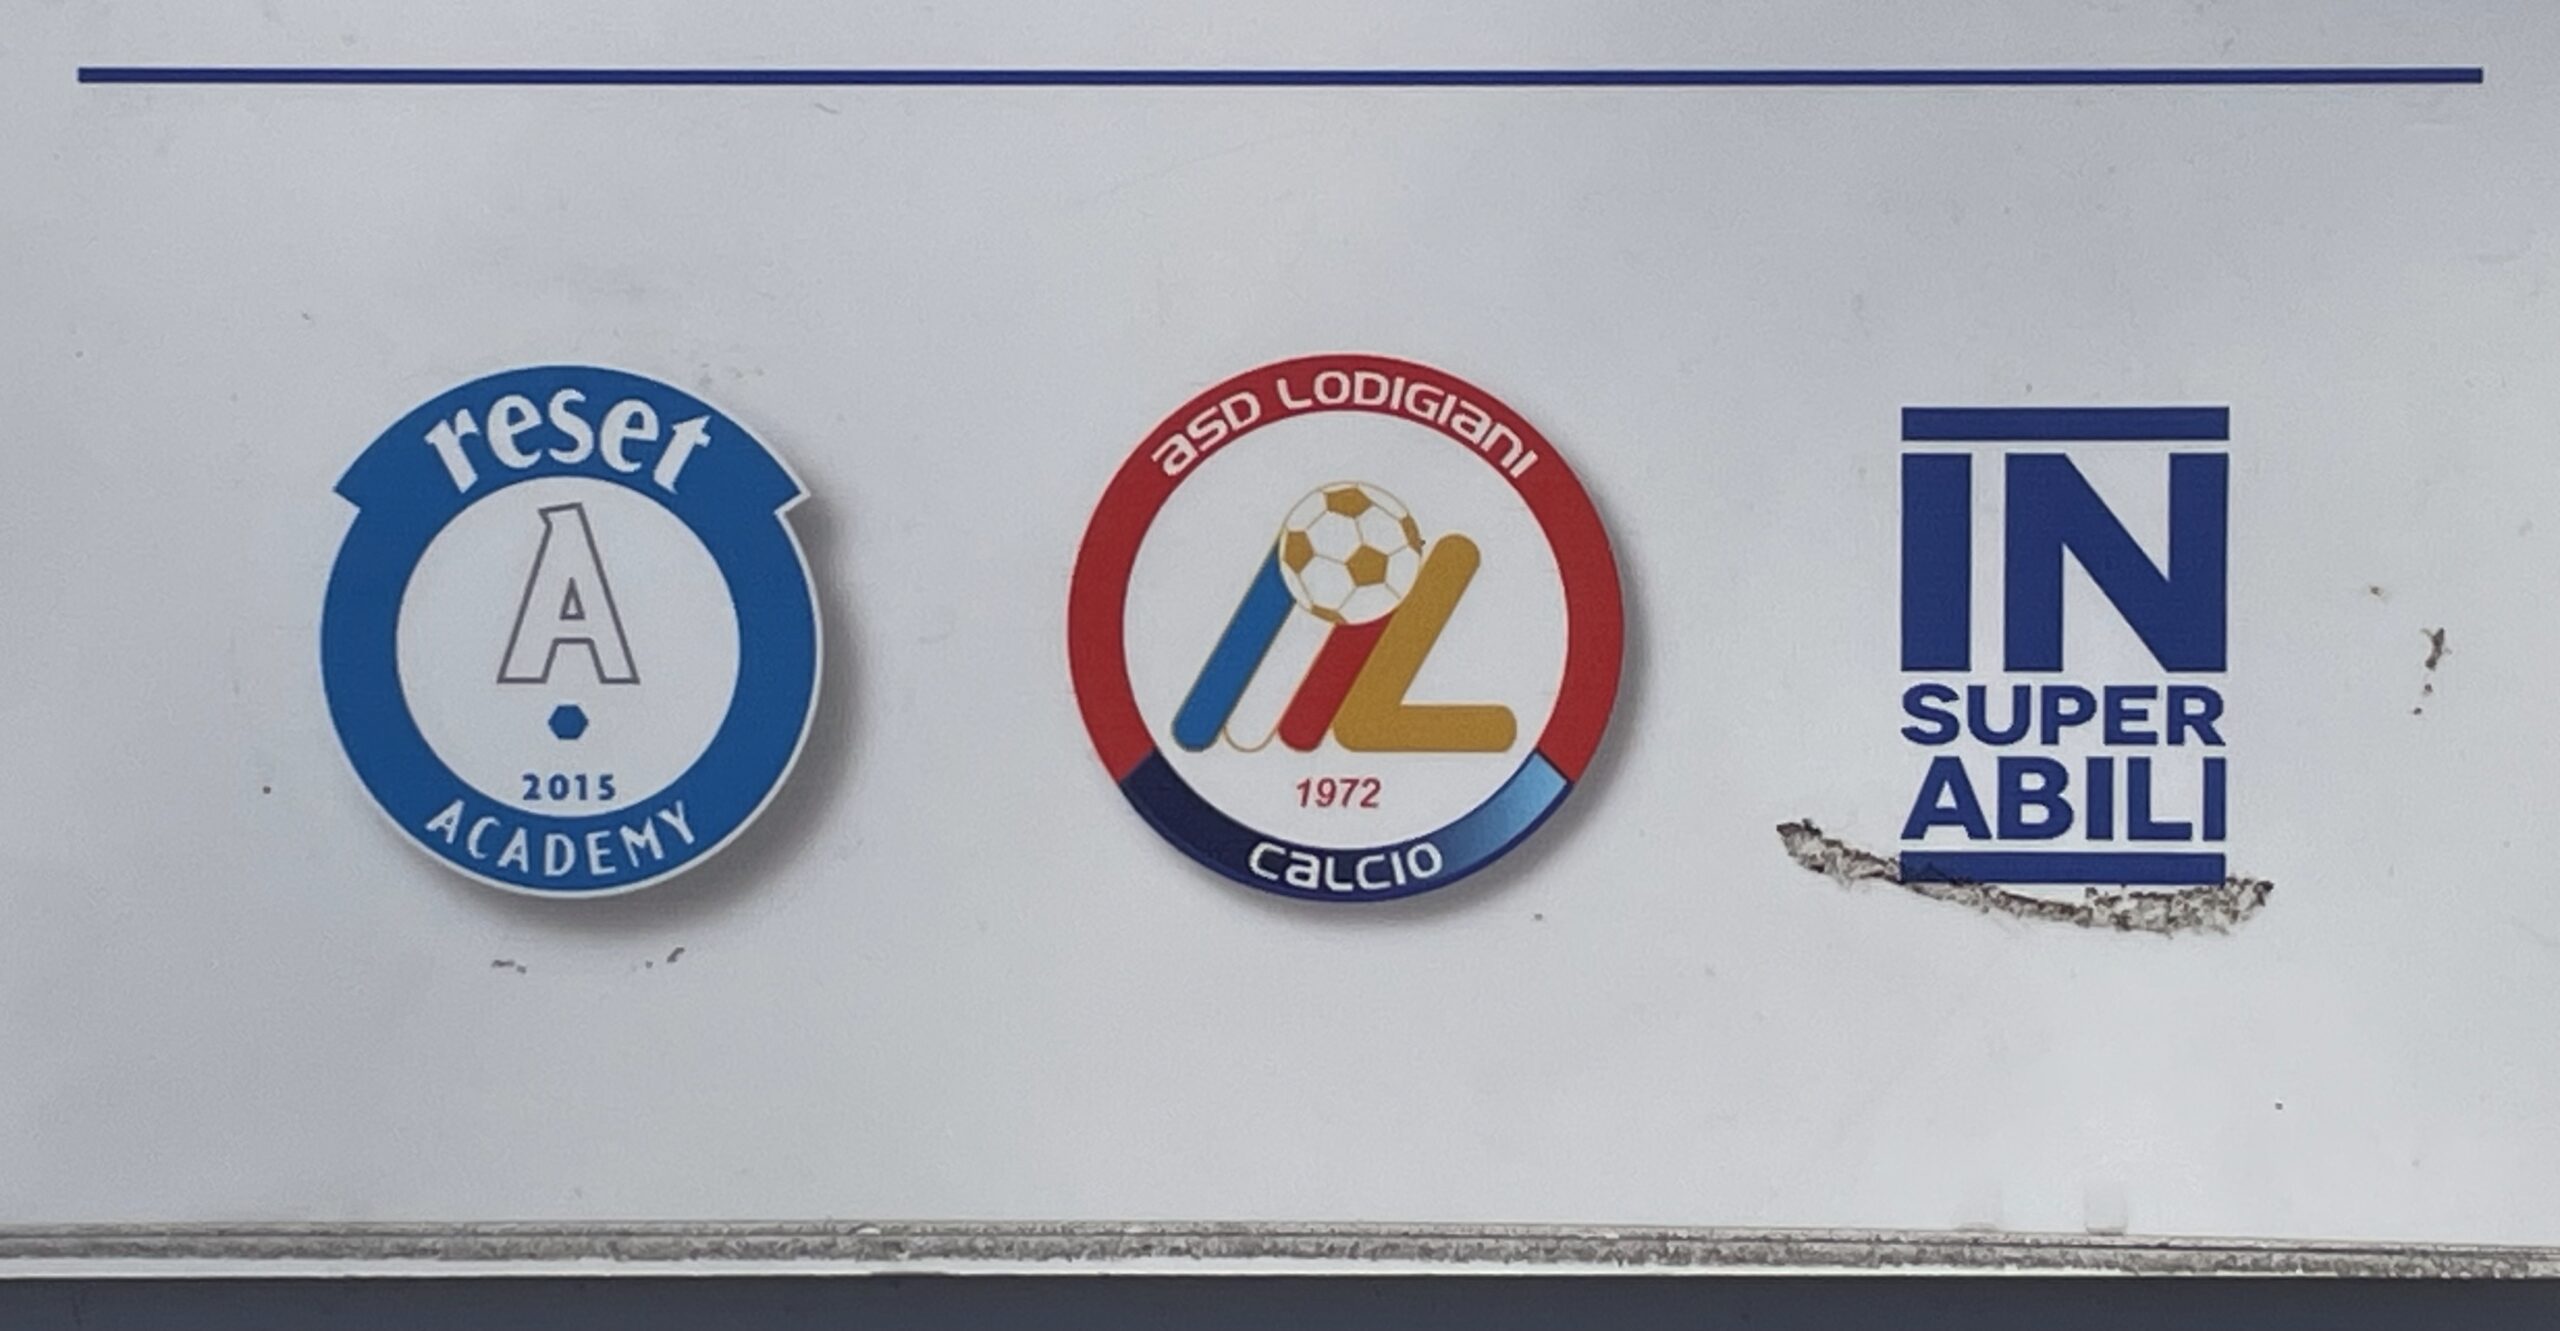 reset
A
2015
ACADEMY
ASD LODIGIANI
1972
CALCIO
IN
SUPER
ABILI